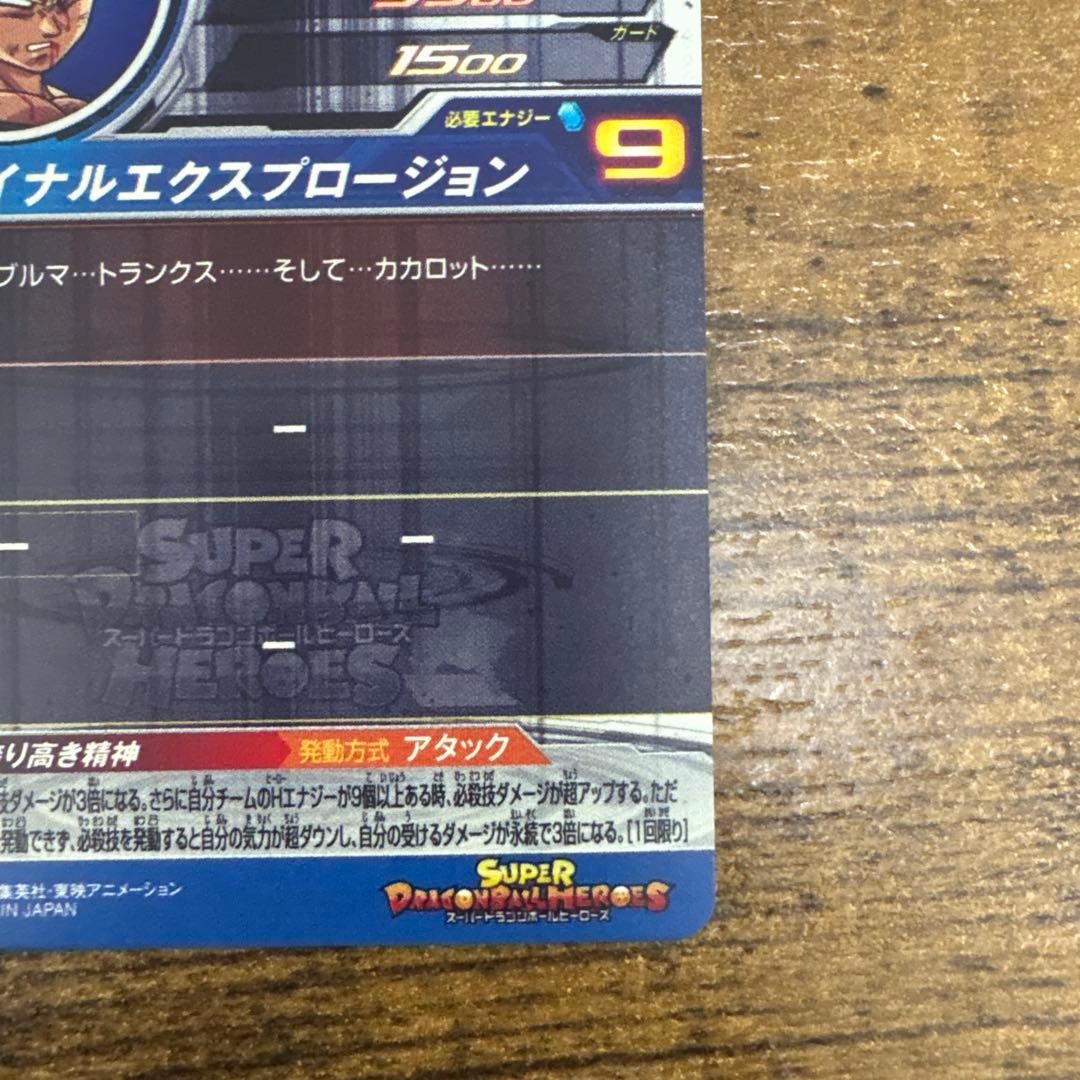 ガード
1500
必要エナジー 9
イナルエクスプロージョン
ブルマ…トランクス……そして…カカロット……
SUPER
DRAGONBALL
スーパードラゴンボールヒーローズ
HEROES
り高き精神 発動方式 アタック
ダメージが3倍になる。さらに自分チームのHエナジーが9個以上ある時、必殺技ダメージが超アップする。ただ
発動できず、必殺技を発動すると自分の気力が超ダウンし、自分の受けるダメージが永続で3倍になる。[1回限り]
集英社・東映アニメーション
IN JAPAN
SUPER
DRAGONBALL HEROES
スーパードラゴンボールヒーローズ